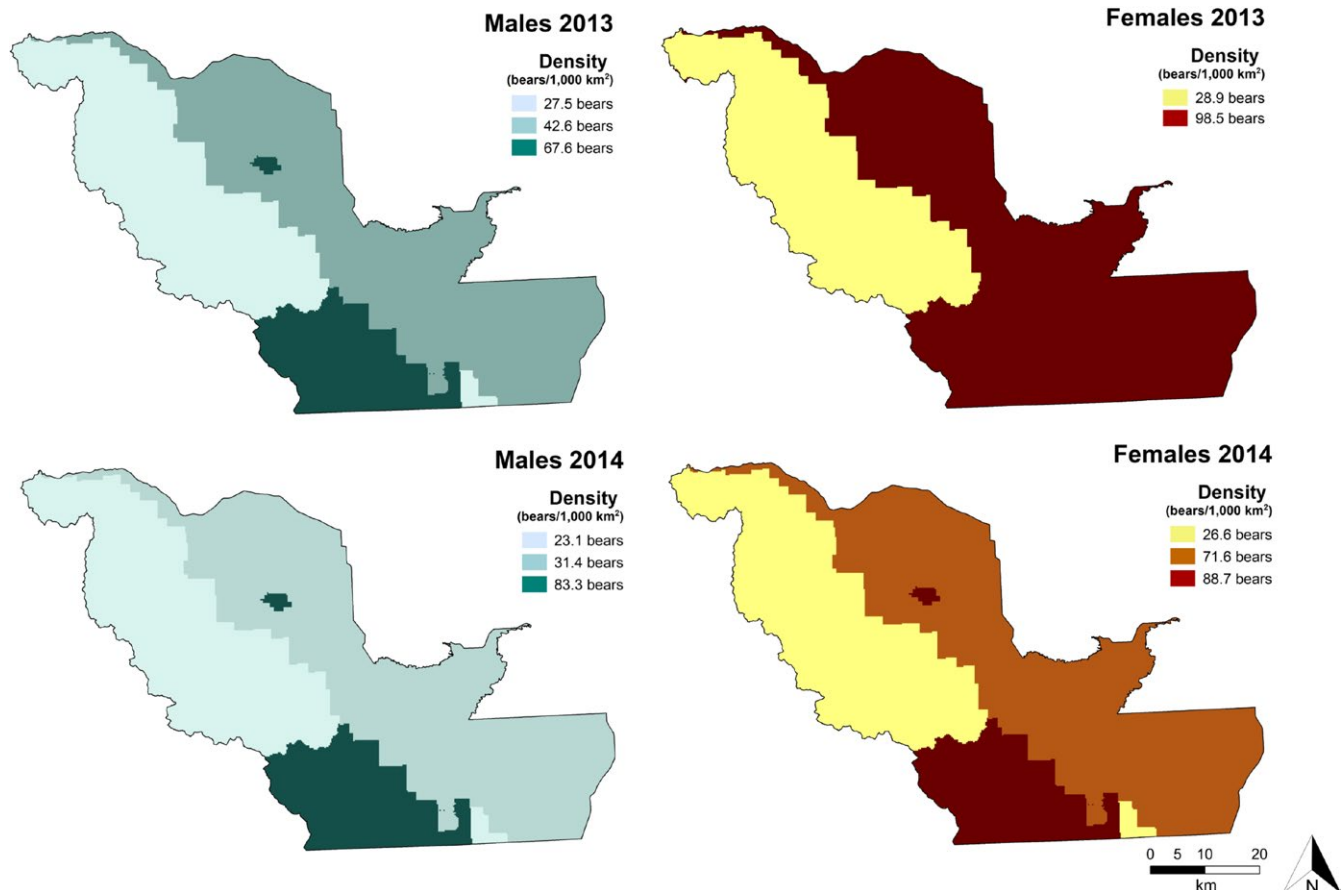 Males 2013
Density
(bears/1,000 km²)
27.5 bears
42.6 bears
67.6 bears
Females 2013
Density
(bears/1,000 km²)
28.9 bears
98.5 bears
Males 2014
Density
(bears/1,000 km²)
23.1 bears
31.4 bears
83.3 bears
Females 2014
Density
(bears/1,000 km²)
26.6 bears
71.6 bears
88.7 bears
0 5 10 20
km
N